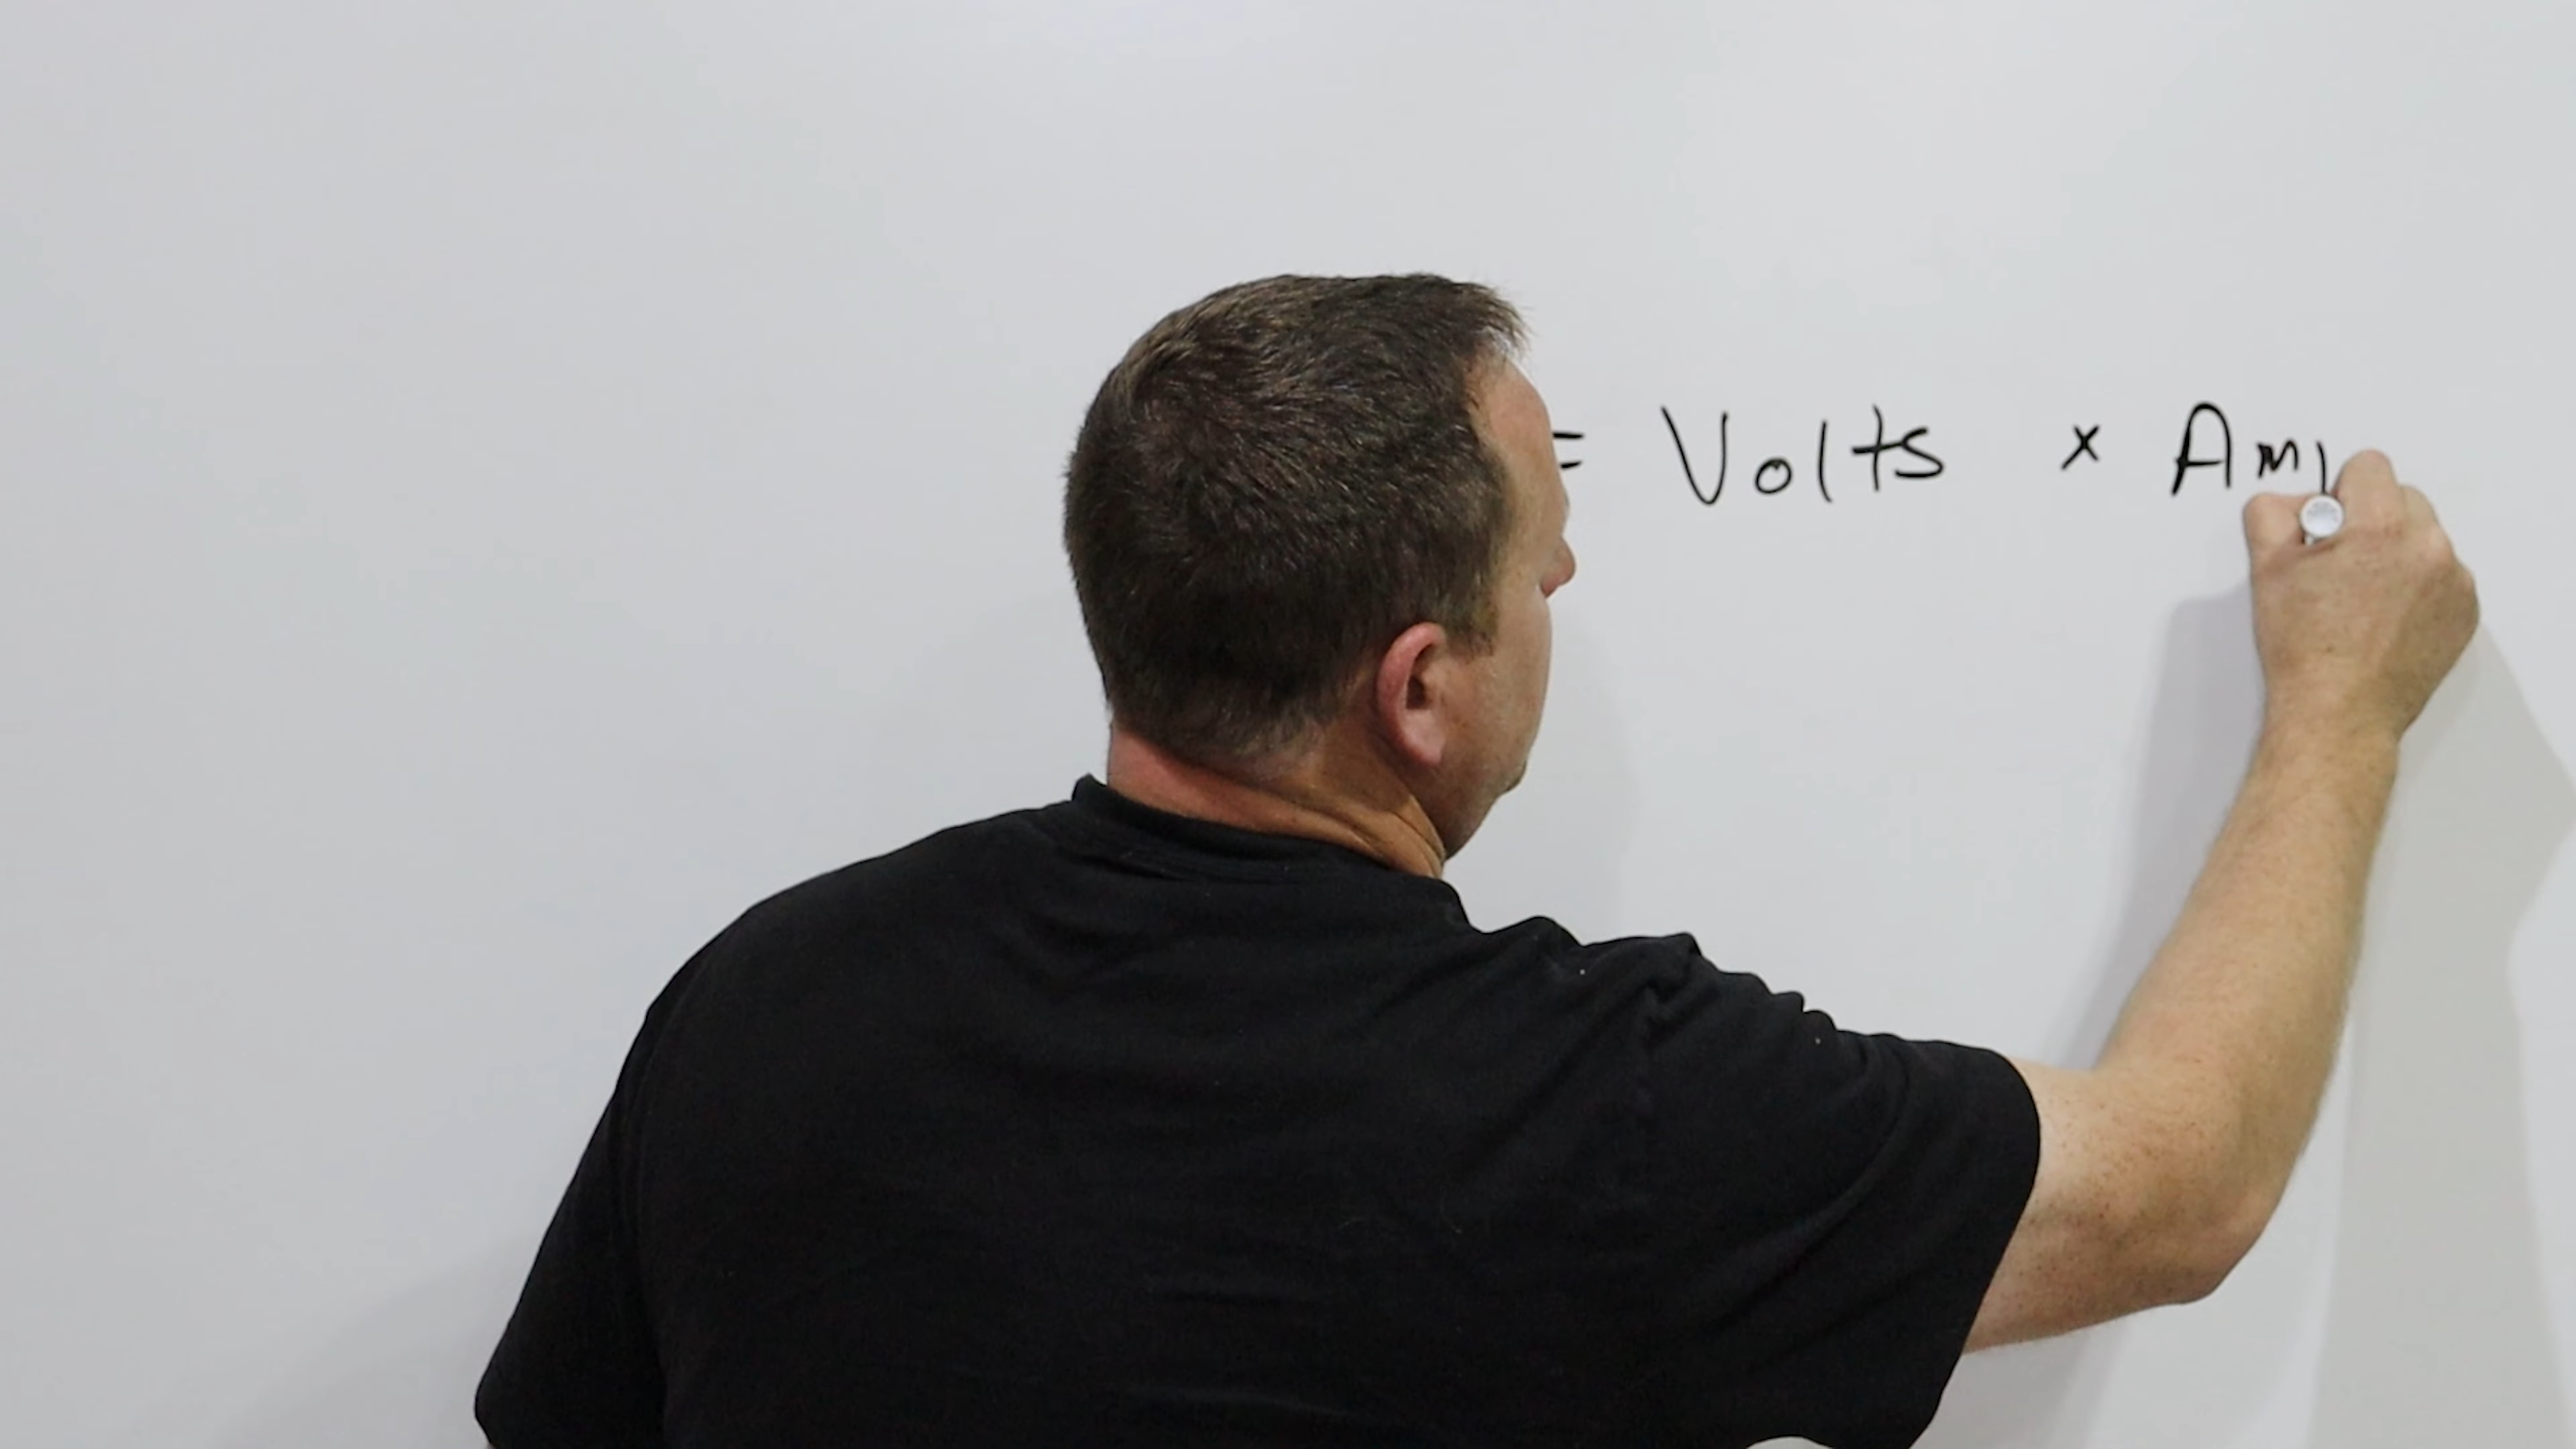 = Volts × Am